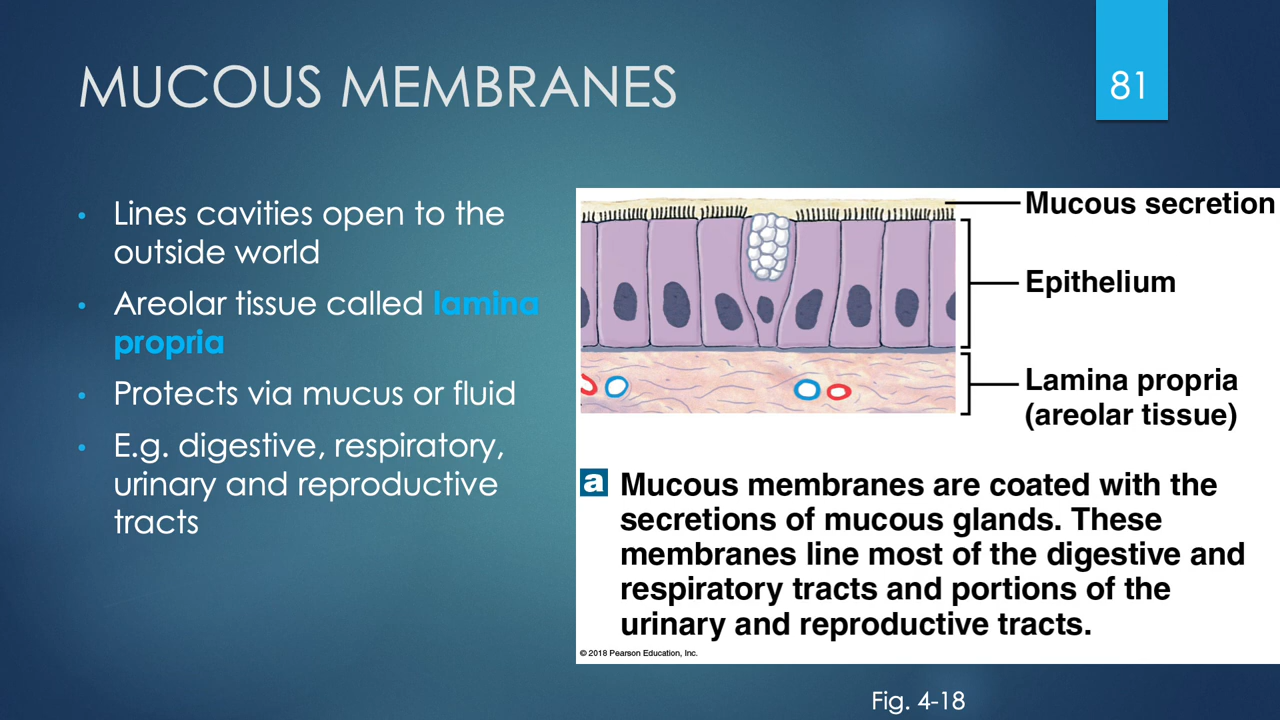 MUCOUS MEMBRANES
81
• Lines cavities open to the
outside world
• Areolar tissue called lamina
propria
• Protects via mucus or fluid
• E.g. digestive, respiratory,
urinary and reproductive
tracts
Mucous secretion
Epithelium
Lamina propria
(areolar tissue)
a Mucous membranes are coated with the
secretions of mucous glands. These
membranes line most of the digestive and
respiratory tracts and portions of the
urinary and reproductive tracts.
© 2018 Pearson Education, Inc.
Fig. 4-18